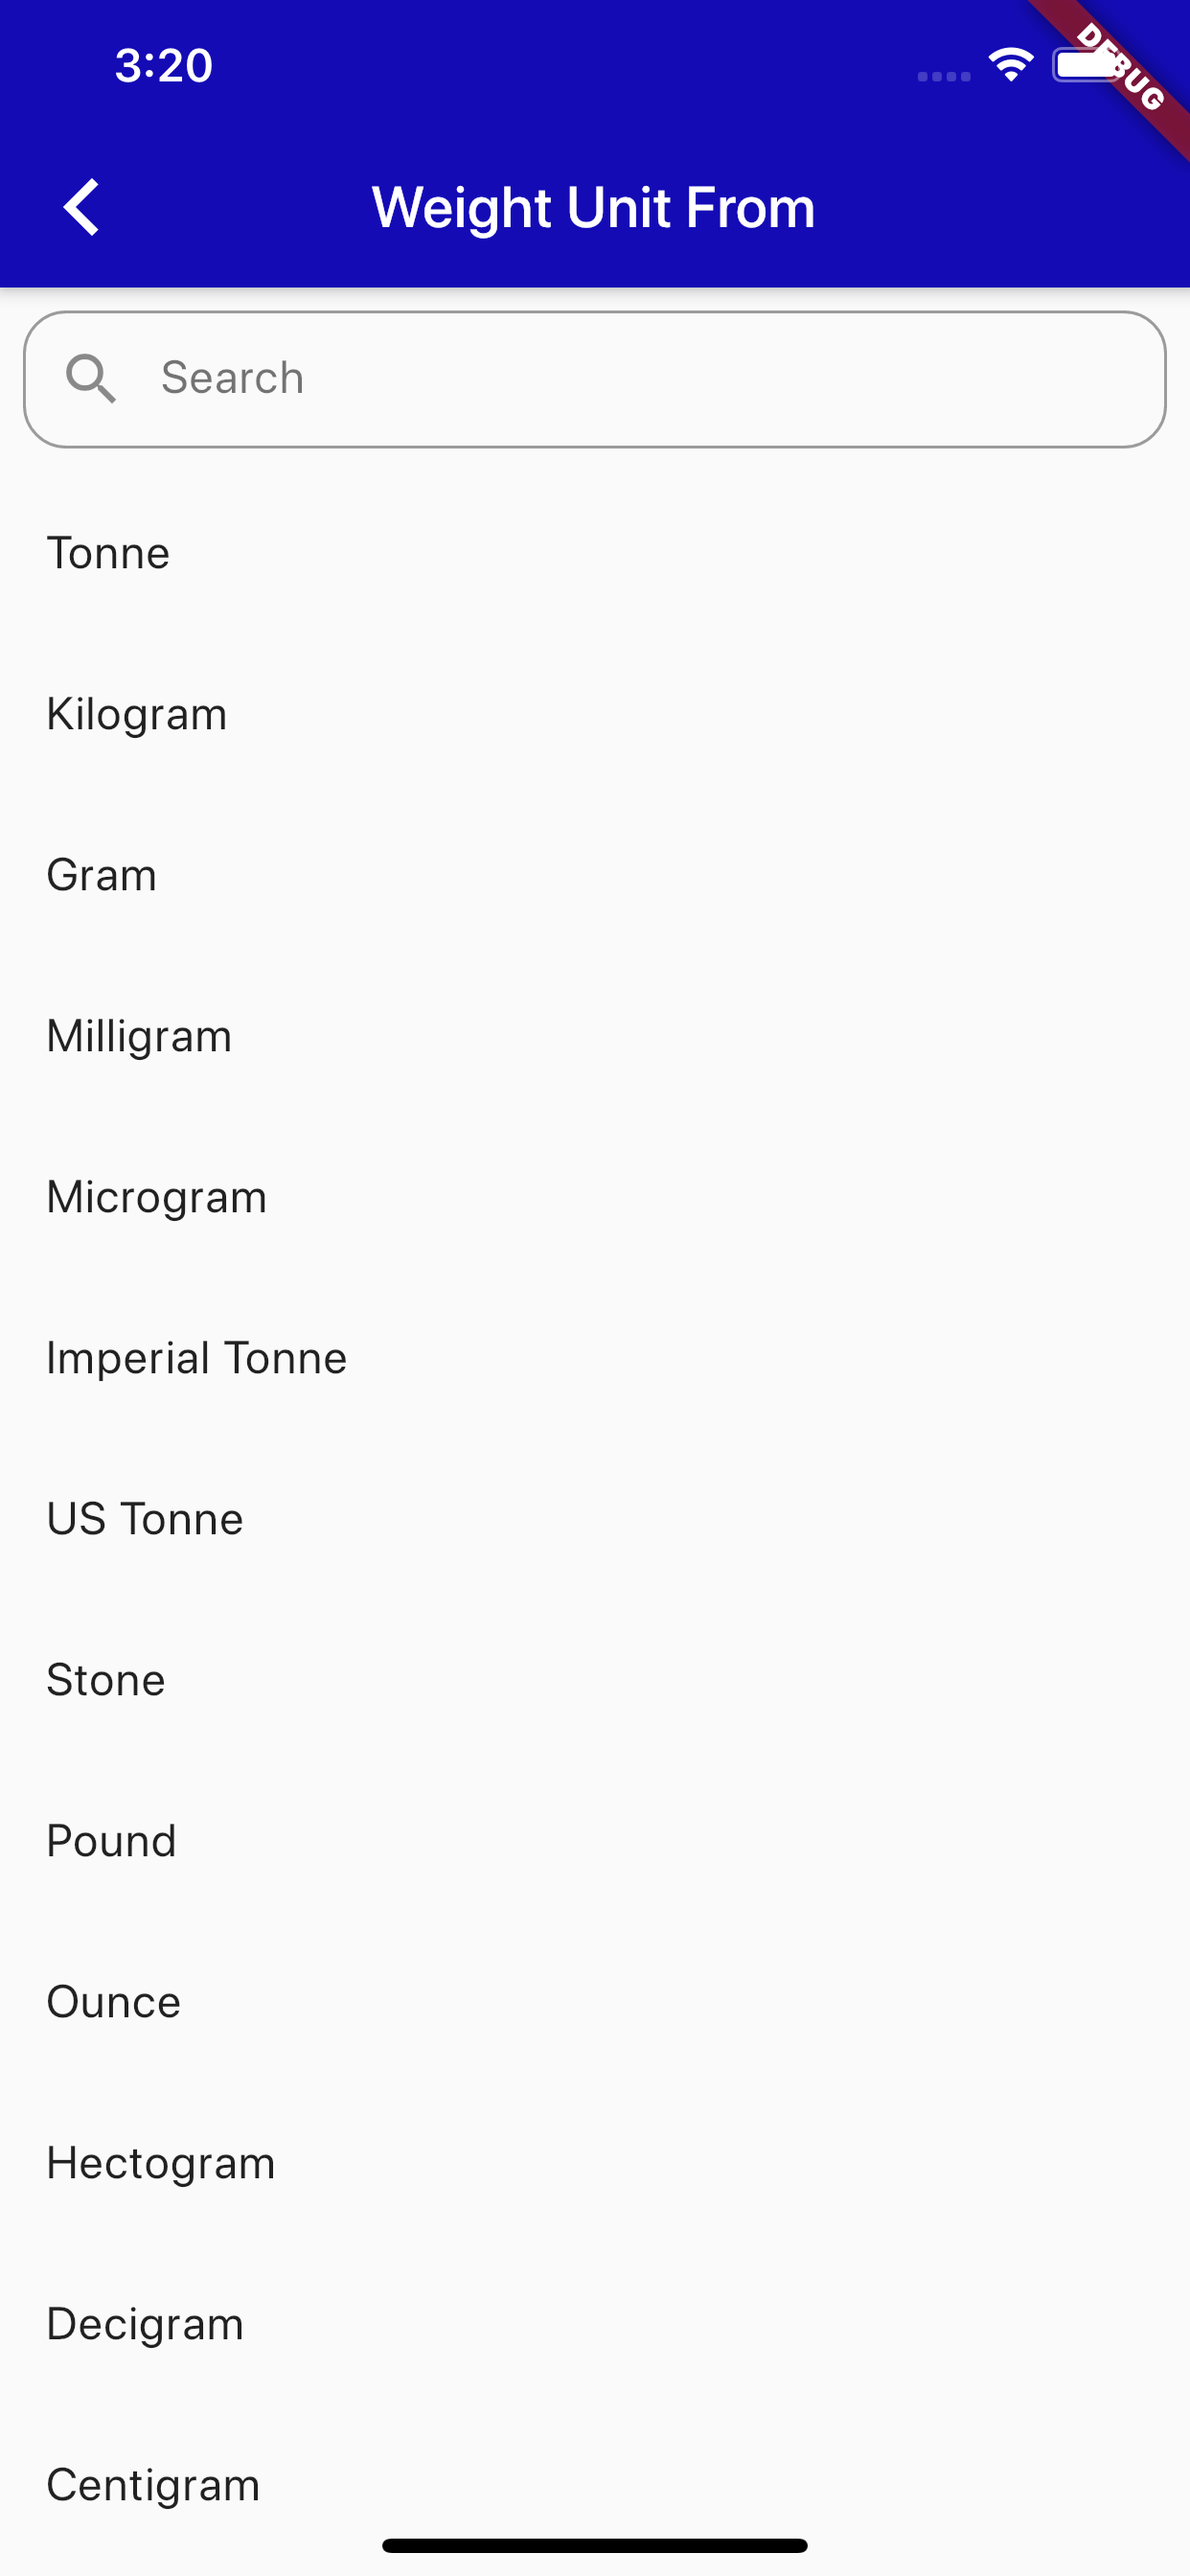 3:20
DEBUG
Weight Unit From
Search
Tonne
Kilogram
Gram
Milligram
Microgram
Imperial Tonne
US Tonne
Stone
Pound
Ounce
Hectogram
Decigram
Centigram